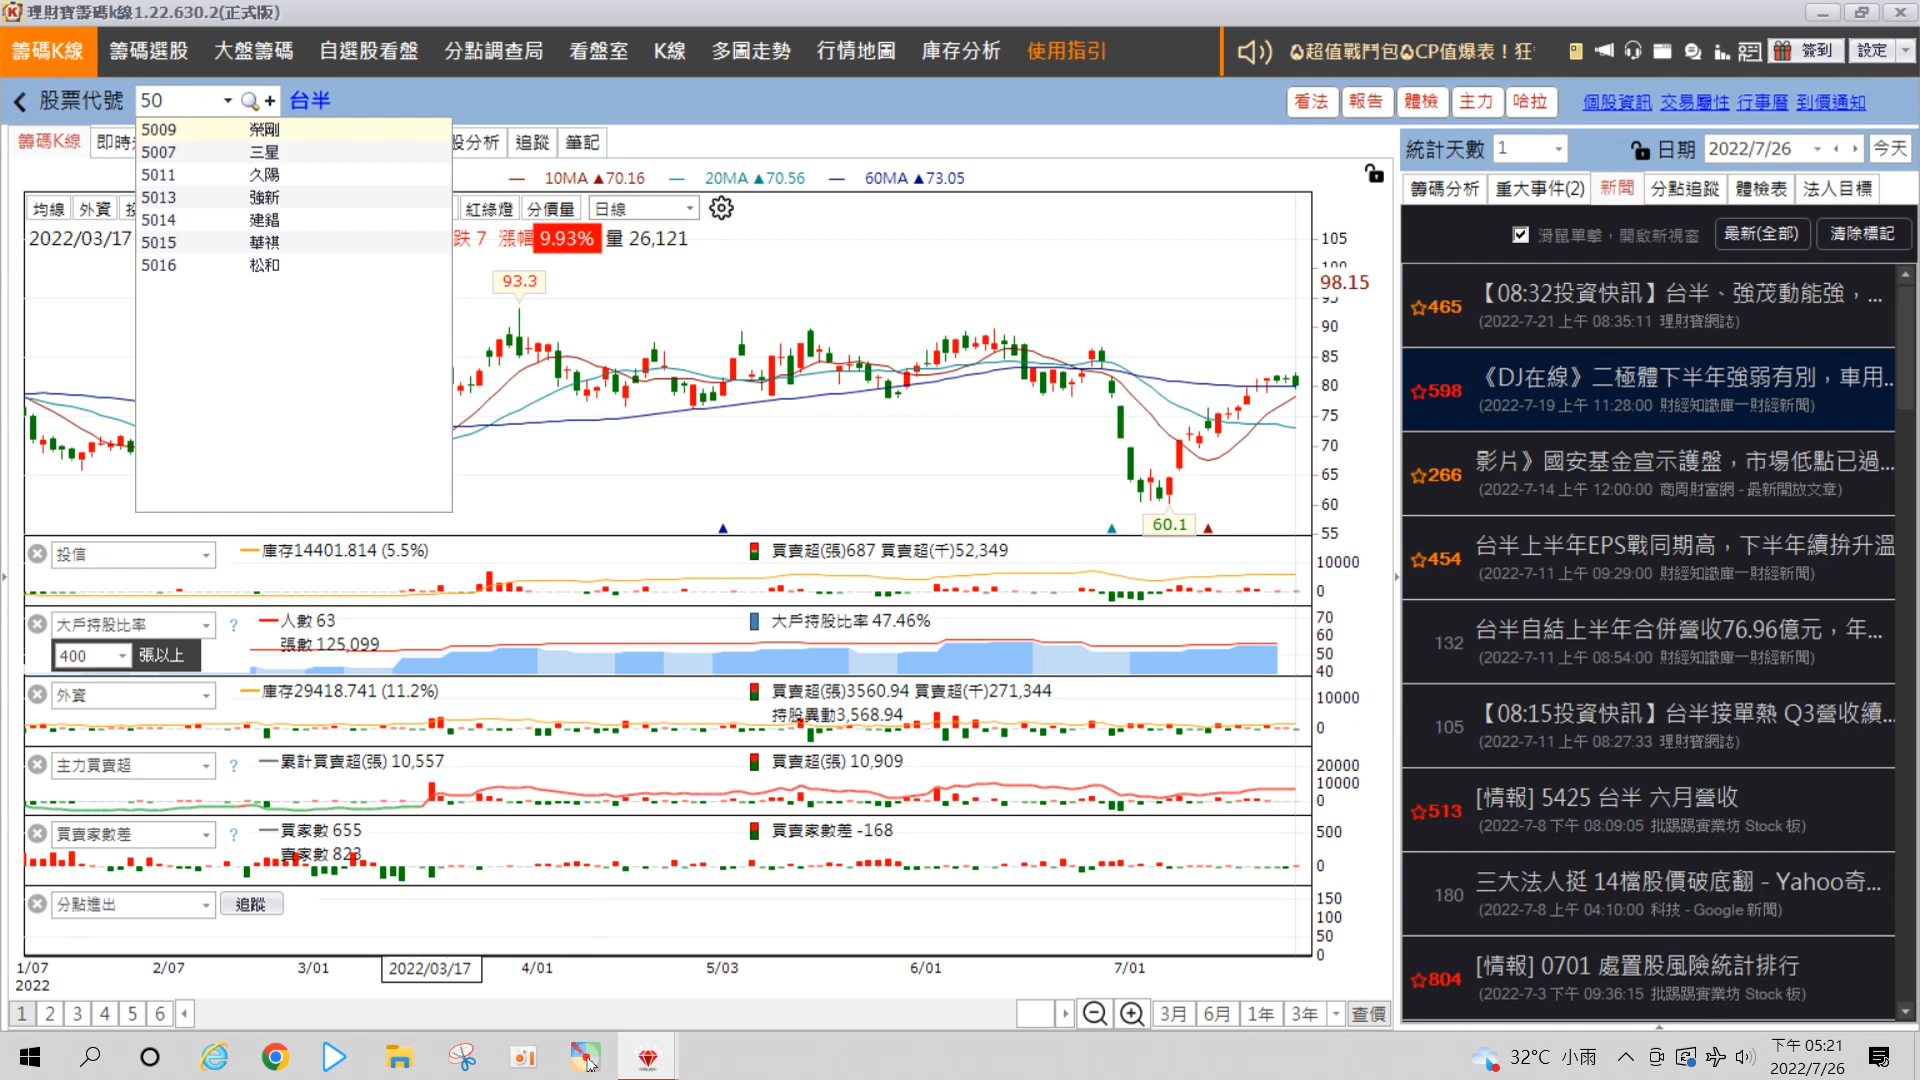 理財寶籌碼k線1.22.630.2(正式版)
籌碼K線 籌碼選股 大盤籌碼 自選股看盤 分點調查局 看盤室 K線 多圖走勢 行情地圖 庫存分析 使用指引
超值戰鬥包 CP值爆表！狂 簽到 設定
股票代號 50 台半
看法 報告 體檢 主力 哈拉 個股資訊 交易屬性 行事曆 到價通知
5009 榮剛
5007 三星
5011 久陽
5013 強新
5014 建錩
5015 華祺
5016 松和
籌碼K線 即時 股分析 追蹤 筆記
10MA ▲70.16 20MA ▲70.56 60MA ▲73.05
均線 外資 紅綠燈 分價量 日線
2022/03/17 跌 7 漲幅 9.93% 量 26,121
93.3
60.1
105
98.15
90
85
80
75
70
65
60
55
投信 庫存14401.814 (5.5%) 買賣超(張)687 買賣超(千)52,349
10000
0
大戶持股比率 ? 人數 63 大戶持股比率 47.46%
400 張以上 張數 125,099
70
60
50
40
外資 庫存29418.741 (11.2%) 買賣超(張)3560.94 買賣超(千)271,344
持股異動3,568.94
10000
0
主力買賣超 ? 累計買賣超(張) 10,557 買賣超(張) 10,909
20000
10000
0
買賣家數差 ? 買家數 655 買賣家數差 -168
賣家數 823
500
0
分點進出 追蹤
150
100
50
0
1/07 2/07 3/01 2022/03/17 4/01 5/03 6/01 7/01
2022
1 2 3 4 5 6 3月 6月 1年 3年 查價
統計天數 1 日期 2022/7/26 今天
籌碼分析 重大事件(2) 新聞 分點追蹤 體檢表 法人目標
滑鼠單擊，開啟新視窗 最新(全部) 清除標記
465 【08:32投資快訊】台半、強茂動能強，...
(2022-7-21 上午 08:35:11 理財寶網誌)
598 《DJ在線》二極體下半年強弱有別，車用...
(2022-7-19 上午 11:28:00 財經知識庫—財經新聞)
266 影片》國安基金宣示護盤，市場低點已過...
(2022-7-14 上午 12:00:00 商周財富網 - 最新開放文章)
454 台半上半年EPS戰同期高，下半年續拚升溫
(2022-7-11 上午 09:29:00 財經知識庫—財經新聞)
132 台半自結上半年合併營收76.96億元，年...
(2022-7-11 上午 08:54:00 財經知識庫—財經新聞)
105 【08:15投資快訊】台半接單熱 Q3營收續...
(2022-7-11 上午 08:27:33 理財寶網誌)
513 [情報] 5425 台半 六月營收
(2022-7-8 下午 08:09:05 批踢踢實業坊 Stock 板)
180 三大法人挺 14檔股價破底翻 - Yahoo奇...
(2022-7-8 上午 04:10:00 科技 - Google 新聞)
804 [情報] 0701 處置股風險統計排行
(2022-7-3 下午 09:36:15 批踢踢實業坊 Stock 板)
32°C 小雨 下午 05:21
2022/7/26